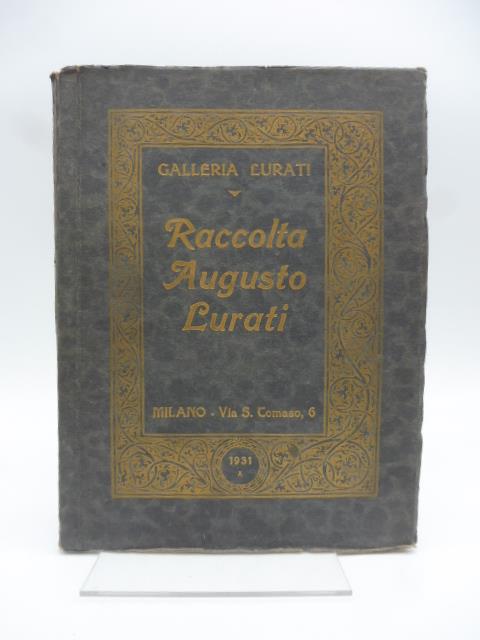 GALLERIA LURATI
Raccolta
Augusto
Lurati
MILANO - Via S. Tomaso, 6
1931
X